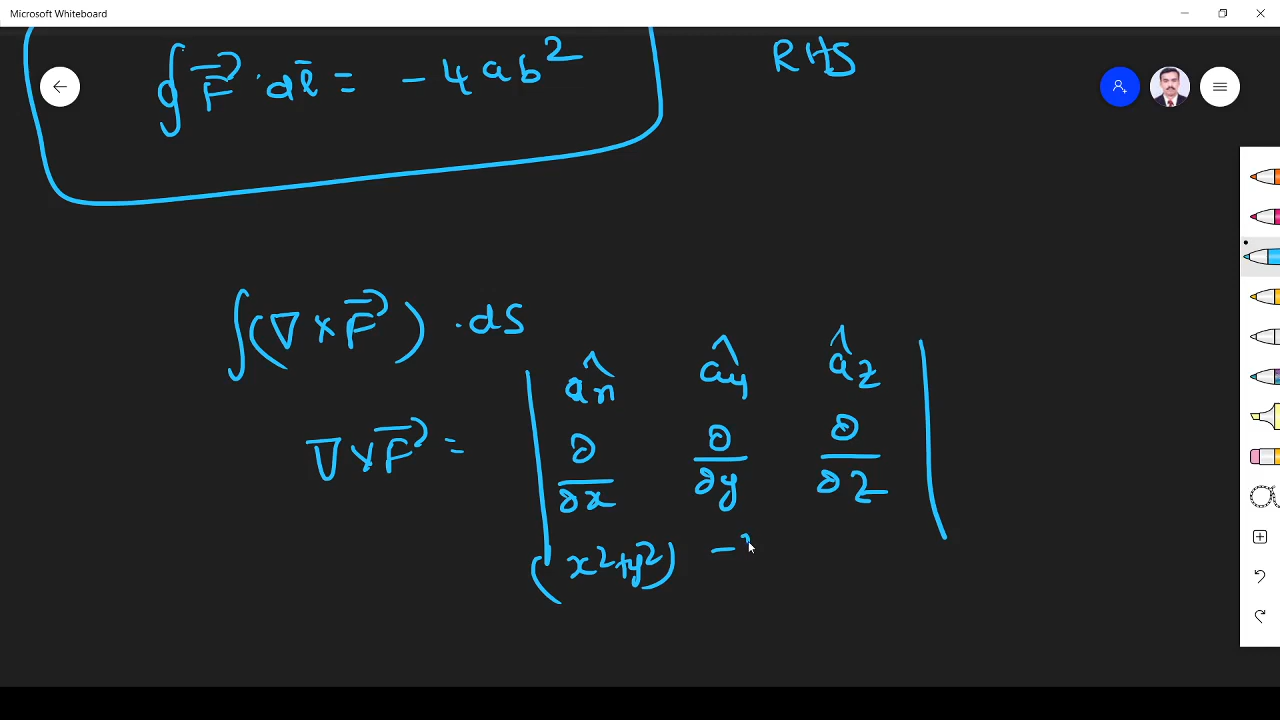 Microsoft Whiteboard
∮ F⃗ · dl̄ = - 4ab²
RHS
∫(∇ × F⃗) · dS
âx ây âz
∇ × F⃗ =
∂/∂x ∂/∂y ∂/∂z
(x²+y²) -